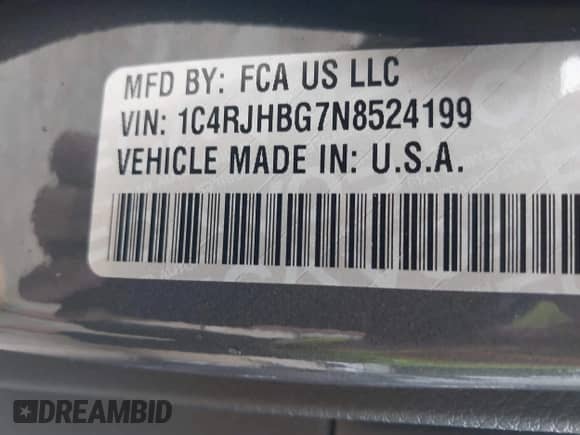 MFD BY: FCA US LLC
VIN: 1C4RJHBG7N8524199
VEHICLE MADE IN: U.S.A.
DREAMBID